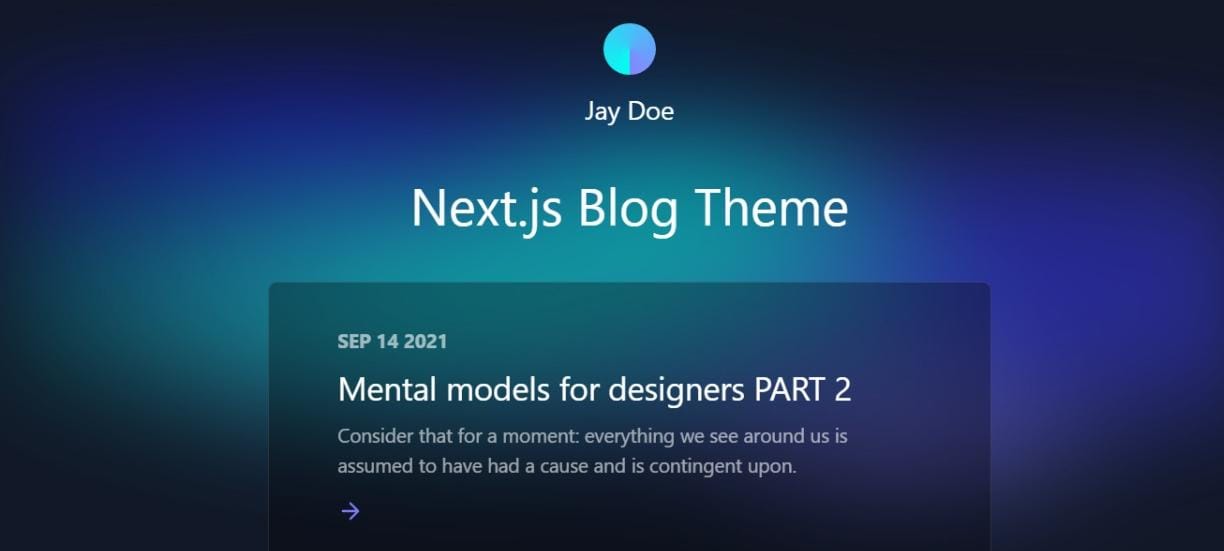 Jay Doe
Next.js Blog Theme
SEP 14 2021
Mental models for designers PART 2
Consider that for a moment: everything we see around us is
assumed to have had a cause and is contingent upon.